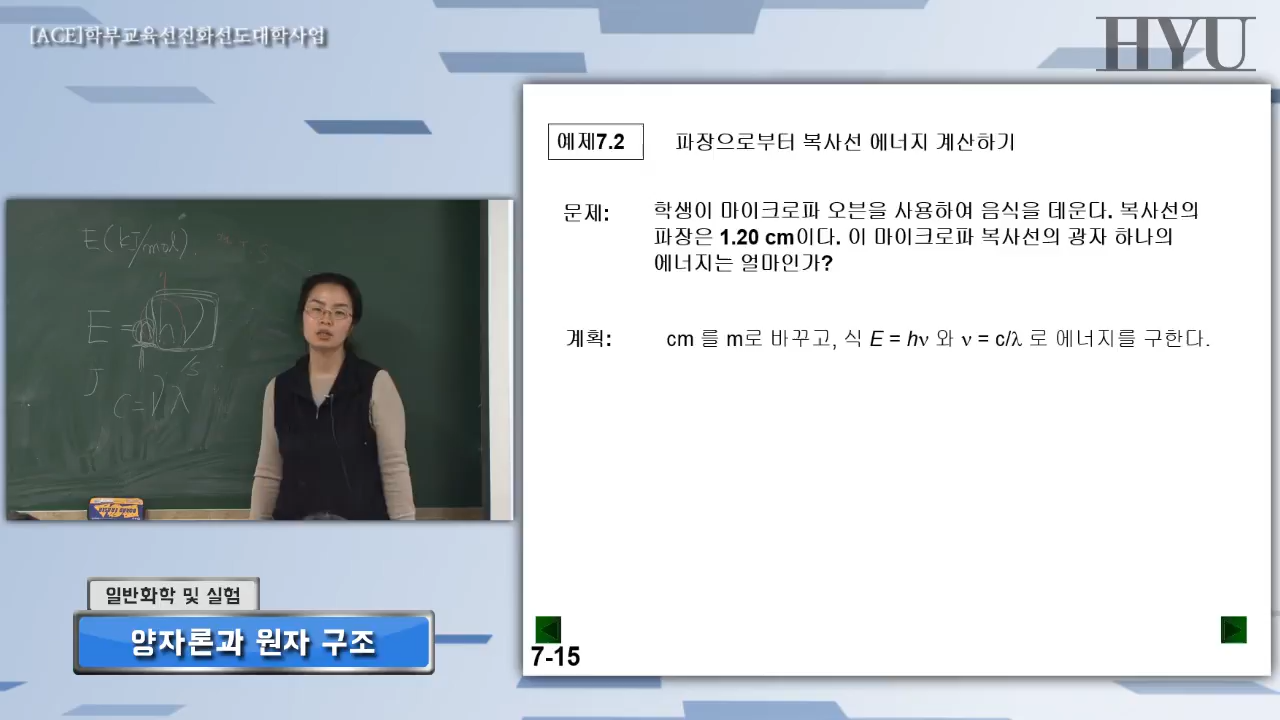 [ACE]학부교육선진화선도대학사업
HYU
예제7.2 파장으로부터 복사선 에너지 계산하기
문제: 학생이 마이크로파 오븐을 사용하여 음식을 데운다. 복사선의
파장은 1.20 cm이다. 이 마이크로파 복사선의 광자 하나의
에너지는 얼마인가?
계획: cm 를 m로 바꾸고, 식 E = hν 와 ν = c/λ 로 에너지를 구한다.
7-15
E(kJ/mol).
E = nhν
J
C = νλ
일반화학 및 실험
양자론과 원자 구조